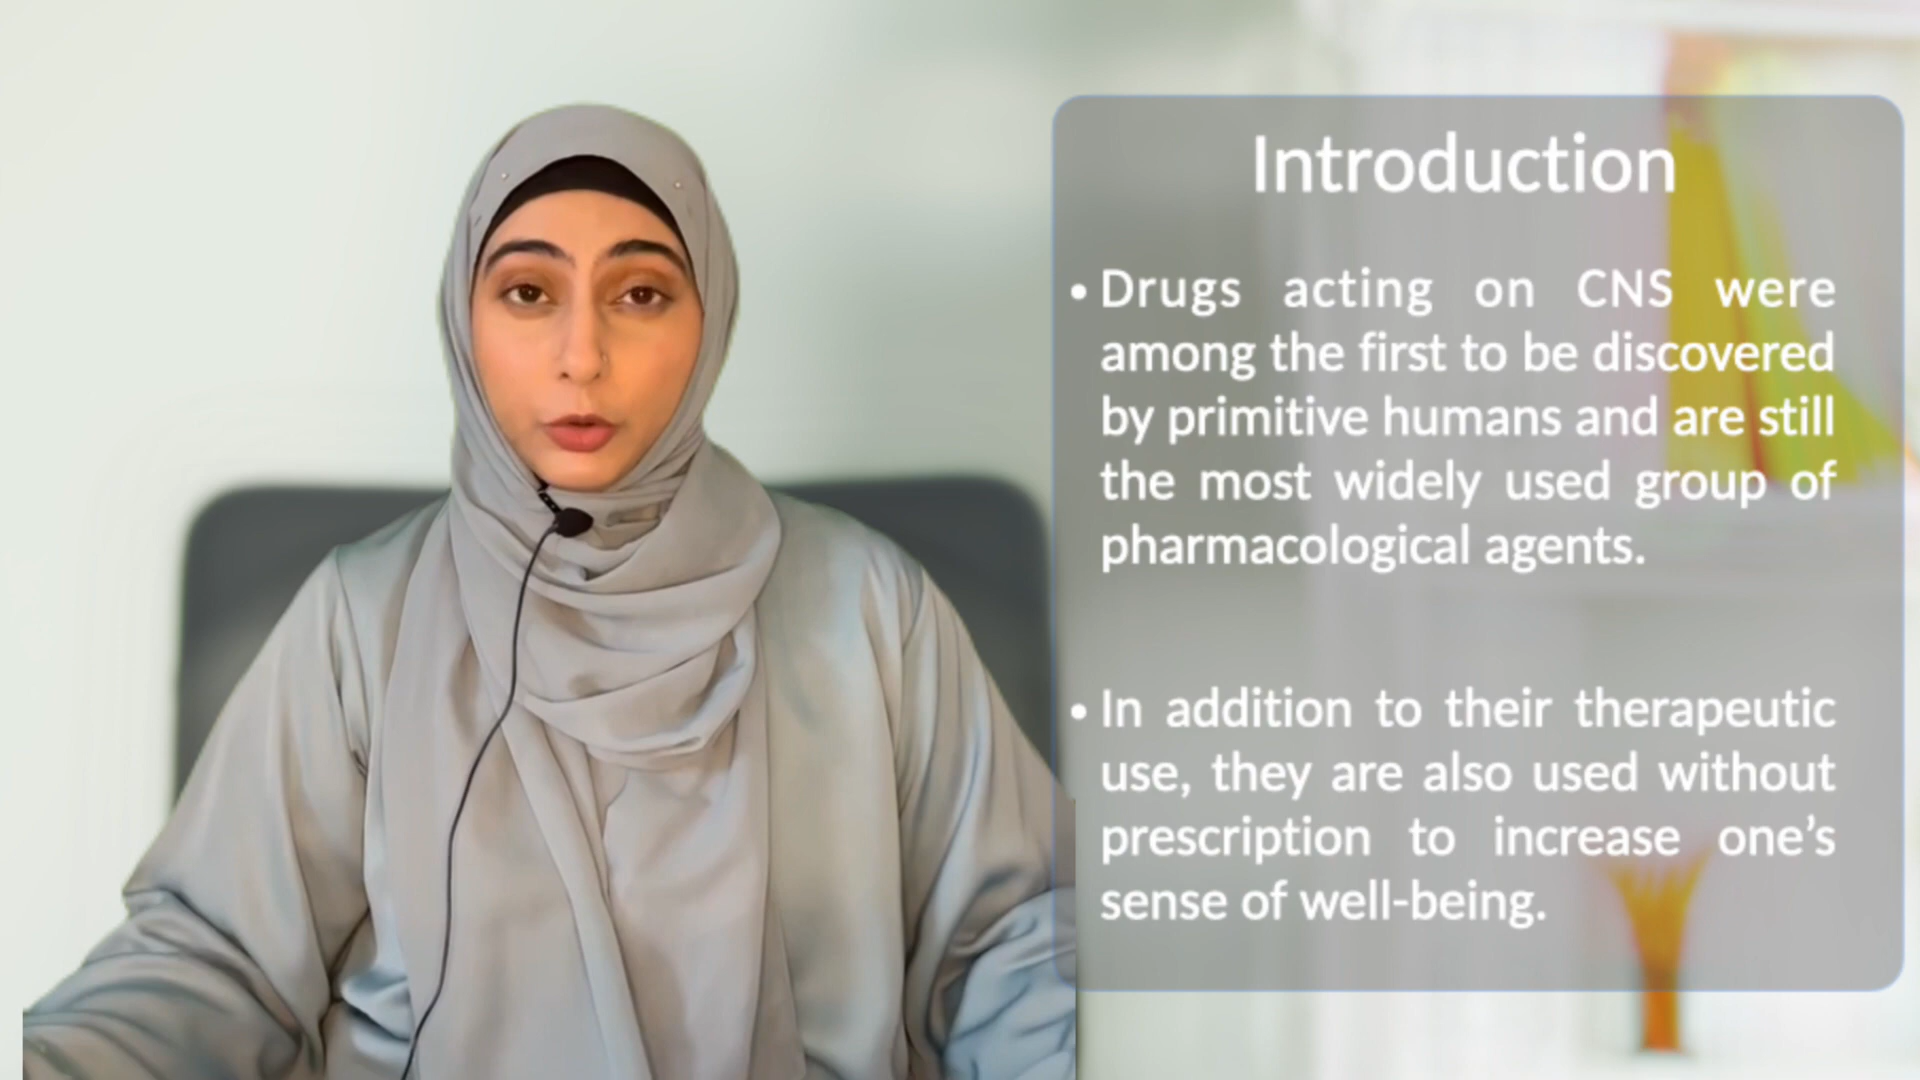 Introduction
• Drugs acting on CNS were
among the first to be discovered
by primitive humans and are still
the most widely used group of
pharmacological agents.
• In addition to their therapeutic
use, they are also used without
prescription to increase one’s
sense of well-being.